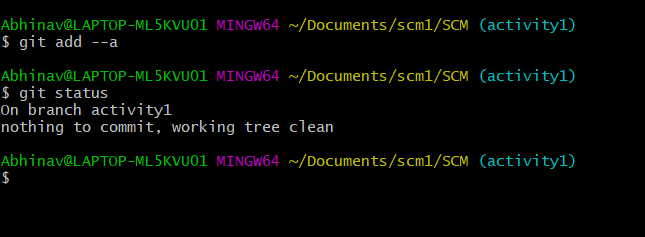 Abhinav@LAPTOP-ML5KVU01 MINGW64 ~/Documents/scm1/SCM (activity1)
$ git add --a
Abhinav@LAPTOP-ML5KVU01 MINGW64 ~/Documents/scm1/SCM (activity1)
$ git status
On branch activity1
nothing to commit, working tree clean
Abhinav@LAPTOP-ML5KVU01 MINGW64 ~/Documents/scm1/SCM (activity1)
$